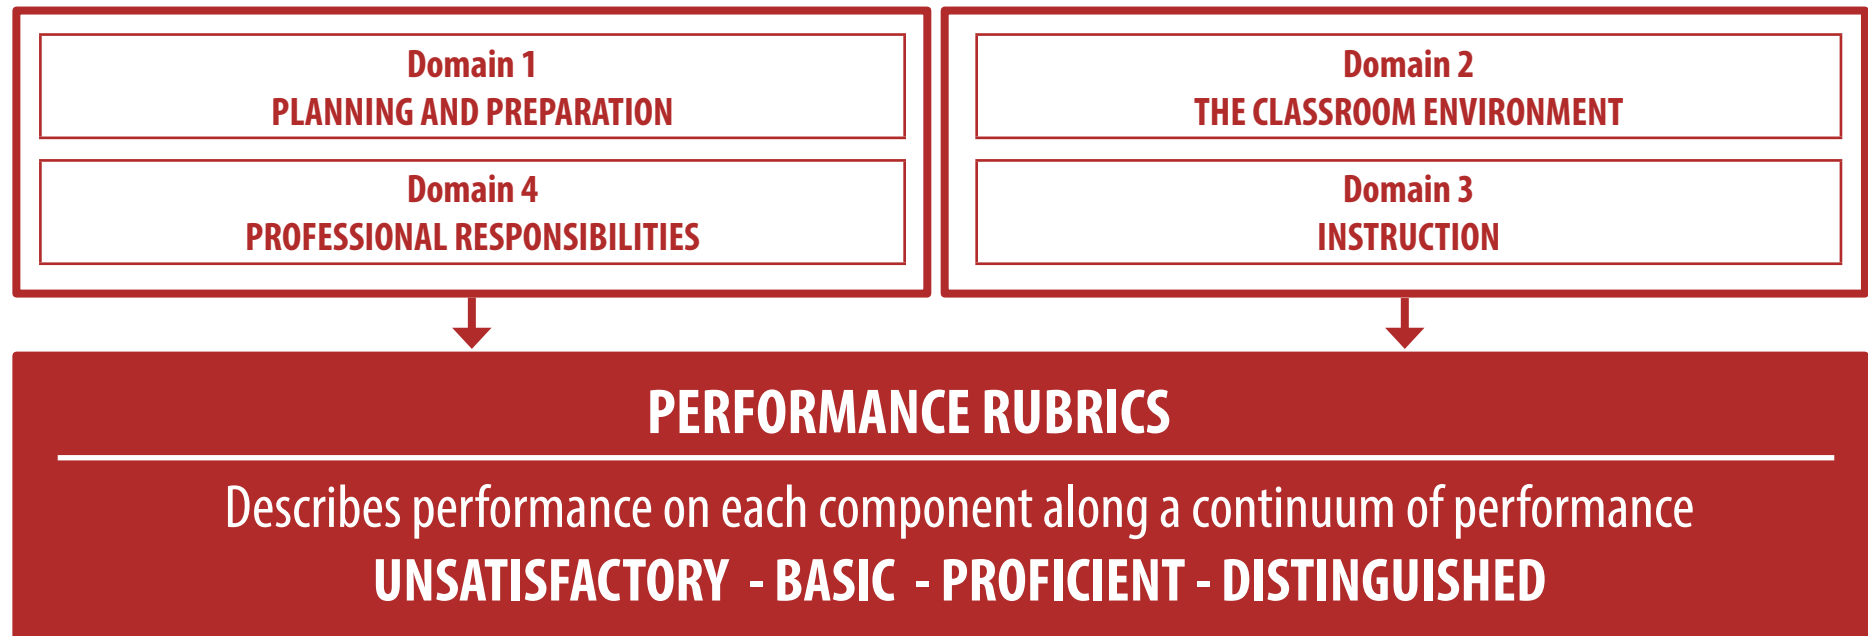 Domain 1
PLANNING AND PREPARATION
Domain 4
PROFESSIONAL RESPONSIBILITIES
Domain 2
THE CLASSROOM ENVIRONMENT
Domain 3
INSTRUCTION
PERFORMANCE RUBRICS
Describes performance on each component along a continuum of performance
UNSATISFACTORY - BASIC - PROFICIENT - DISTINGUISHED